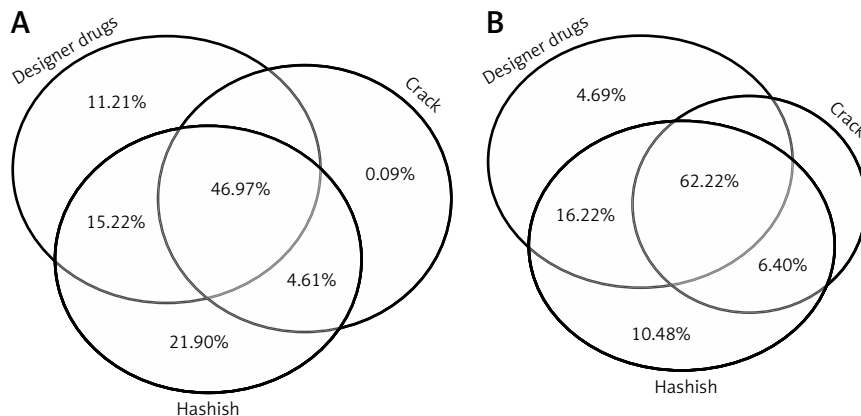 A
Designer drugs
Crack
11.21%
0.09%
46.97%
15.22%
4.61%
21.90%
Hashish
B
Designer drugs
Crack
4.69%
62.22%
16.22%
6.40%
10.48%
Hashish